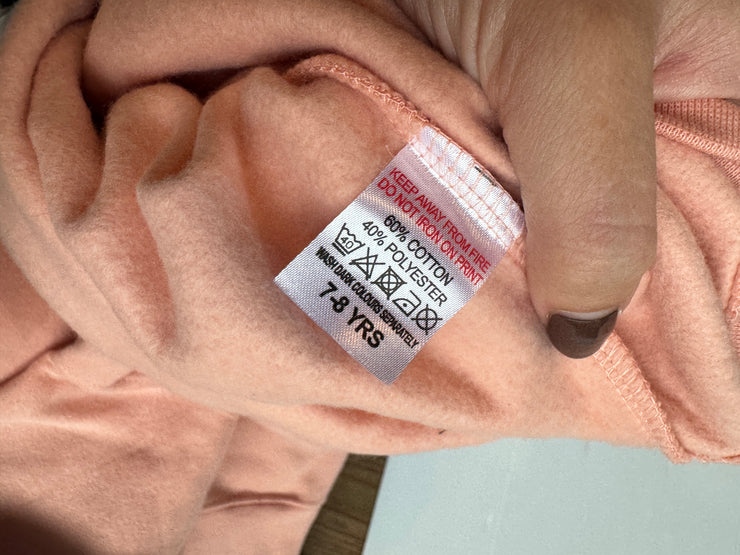 KEEP AWAY FROM FIRE
DO NOT IRON ON PRINT
60% COTTON
40% POLYESTER
40
WASH DARK COLOURS SEPARATELY
7-8 YRS